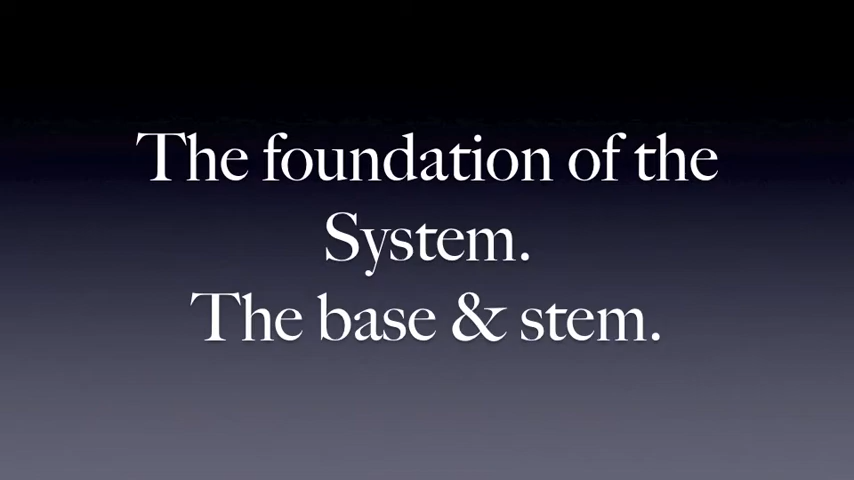 The foundation of the
System.
The base & stem.